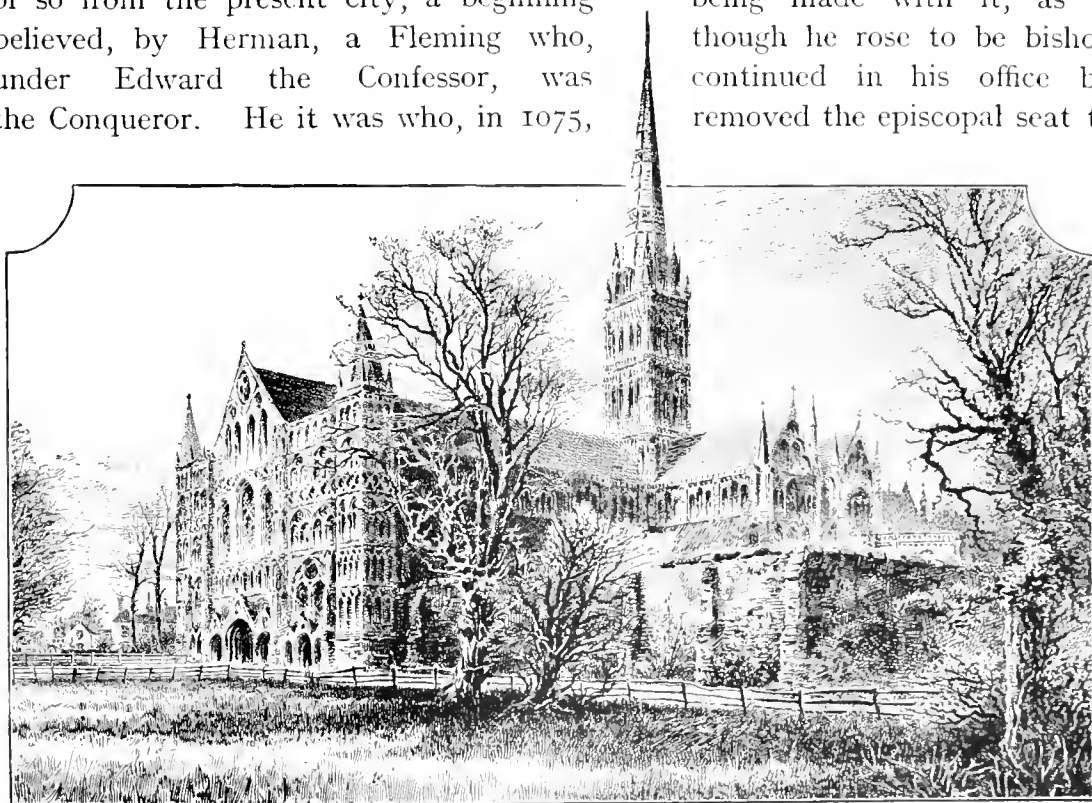 or so from the present city, a beginning
believed, by Herman, a Fleming who,
under Edward the Confessor, was
the Conqueror. He it was who, in 1075,
being made with it, as
though he rose to be
continued in his office
removed the episcopal seat